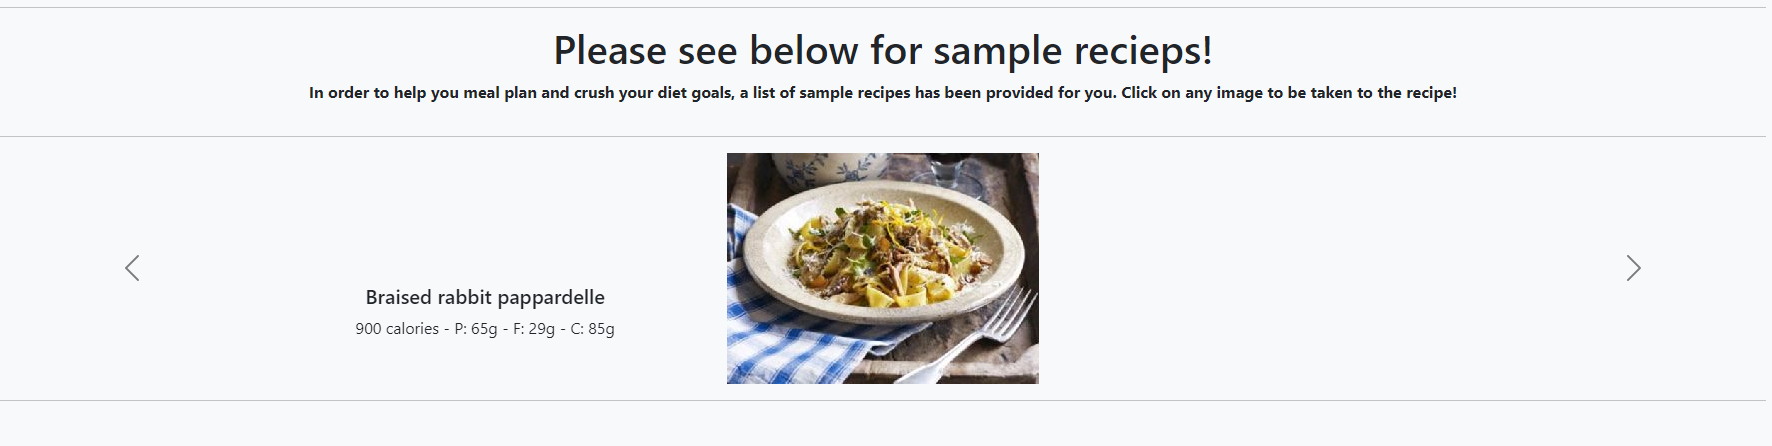 Please see below for sample recieps!
In order to help you meal plan and crush your diet goals, a list of sample recipes has been provided for you. Click on any image to be taken to the recipe!
Braised rabbit pappardelle
900 calories - P: 65g - F: 29g - C: 85g